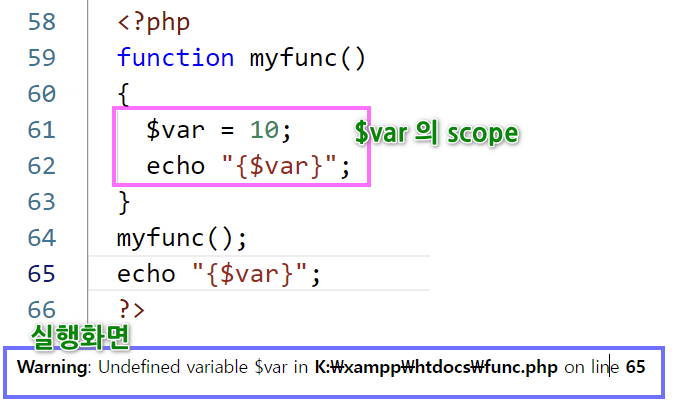 58 <?php
59 function myfunc()
60 {
61 $var = 10; $var 의 scope
62 echo "{$var}";
63 }
64 myfunc();
65 echo "{$var}";
66 ?>
실행화면
Warning: Undefined variable $var in K:₩xampp₩htdocs₩func.php on line 65